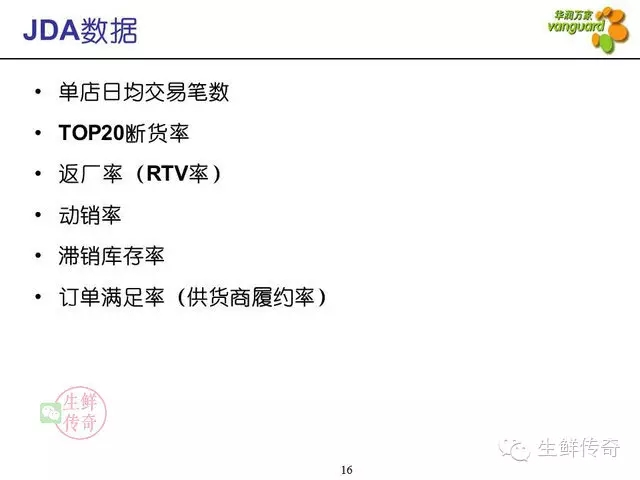 JDA数据
华润万家
vanguard
• 单店日均交易笔数
• TOP20断货率
• 返厂率（RTV率）
• 动销率
• 滞销库存率
• 订单满足率（供货商履约率）
生鲜
传奇
生鲜传奇
16